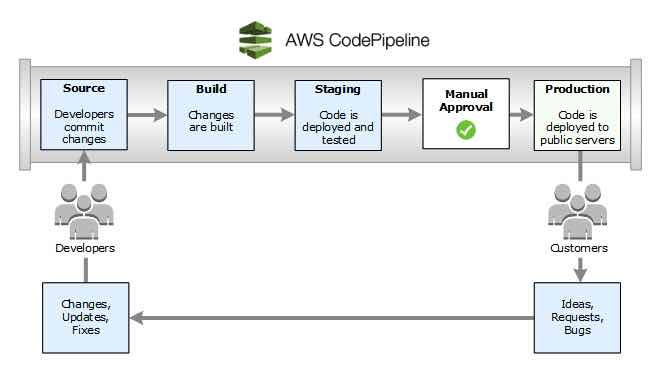 AWS CodePipeline
Source
Developers
commit
changes
Build
Changes
are built
Staging
Code is
deployed and
tested
Manual
Approval
Production
Code is
deployed to
public servers
Developers
Customers
Changes,
Updates,
Fixes
Ideas,
Requests,
Bugs